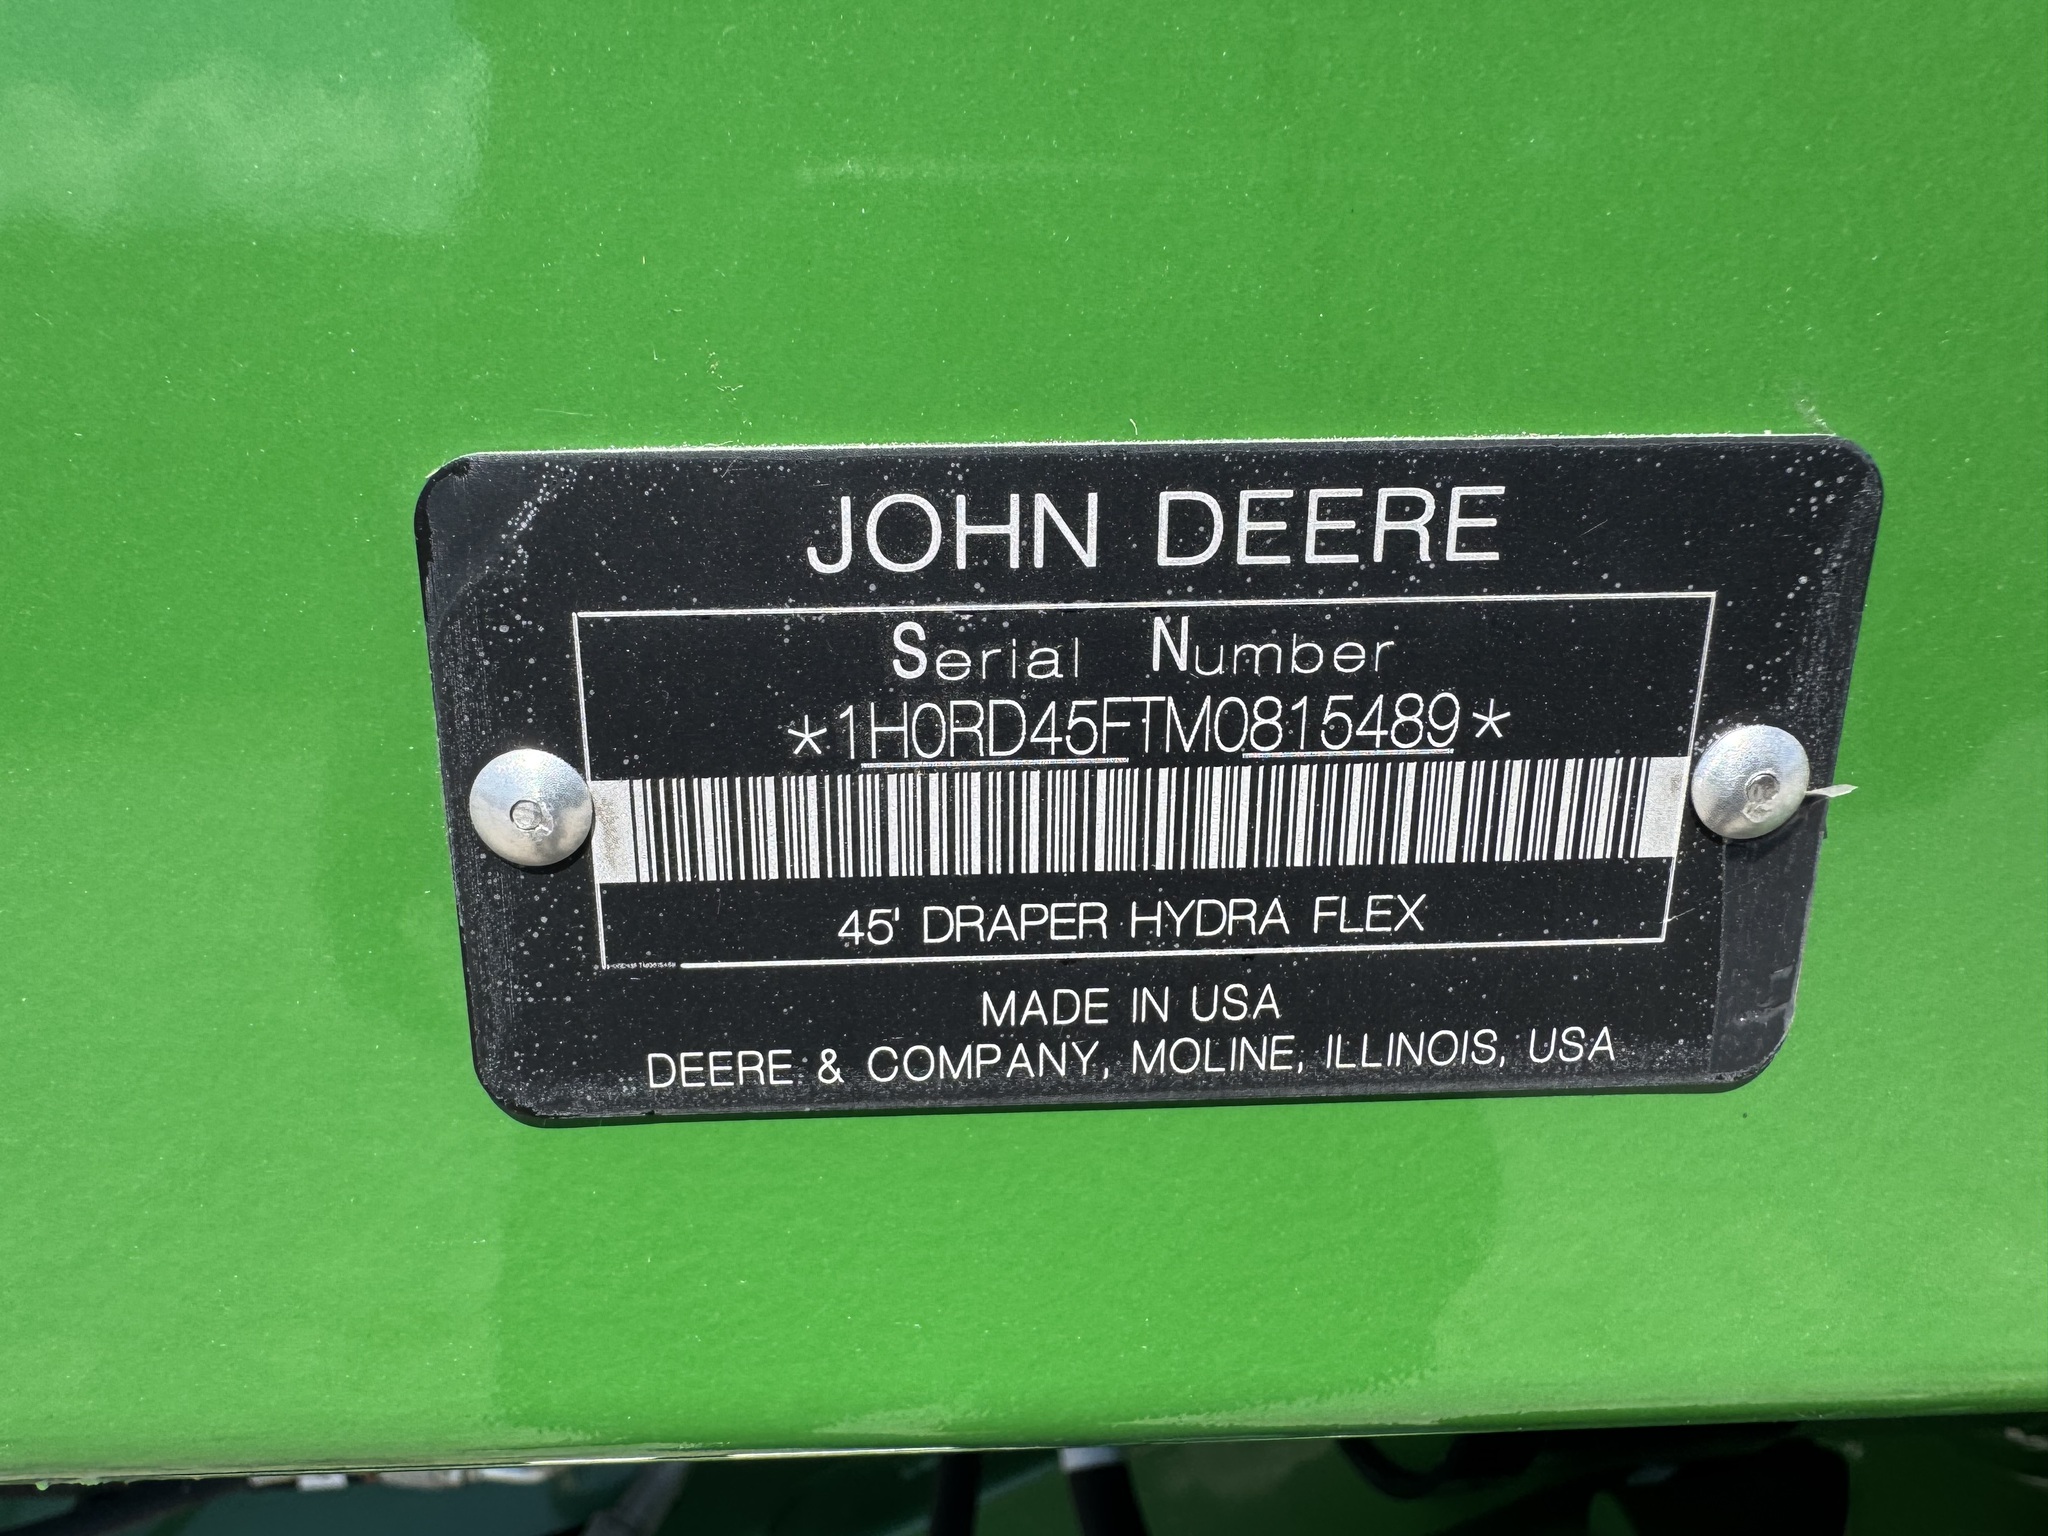 JOHN DEERE
Serial Number
*1H0RD45FTM0815489*
45' DRAPER HYDRA FLEX
MADE IN USA
DEERE & COMPANY, MOLINE, ILLINOIS, USA